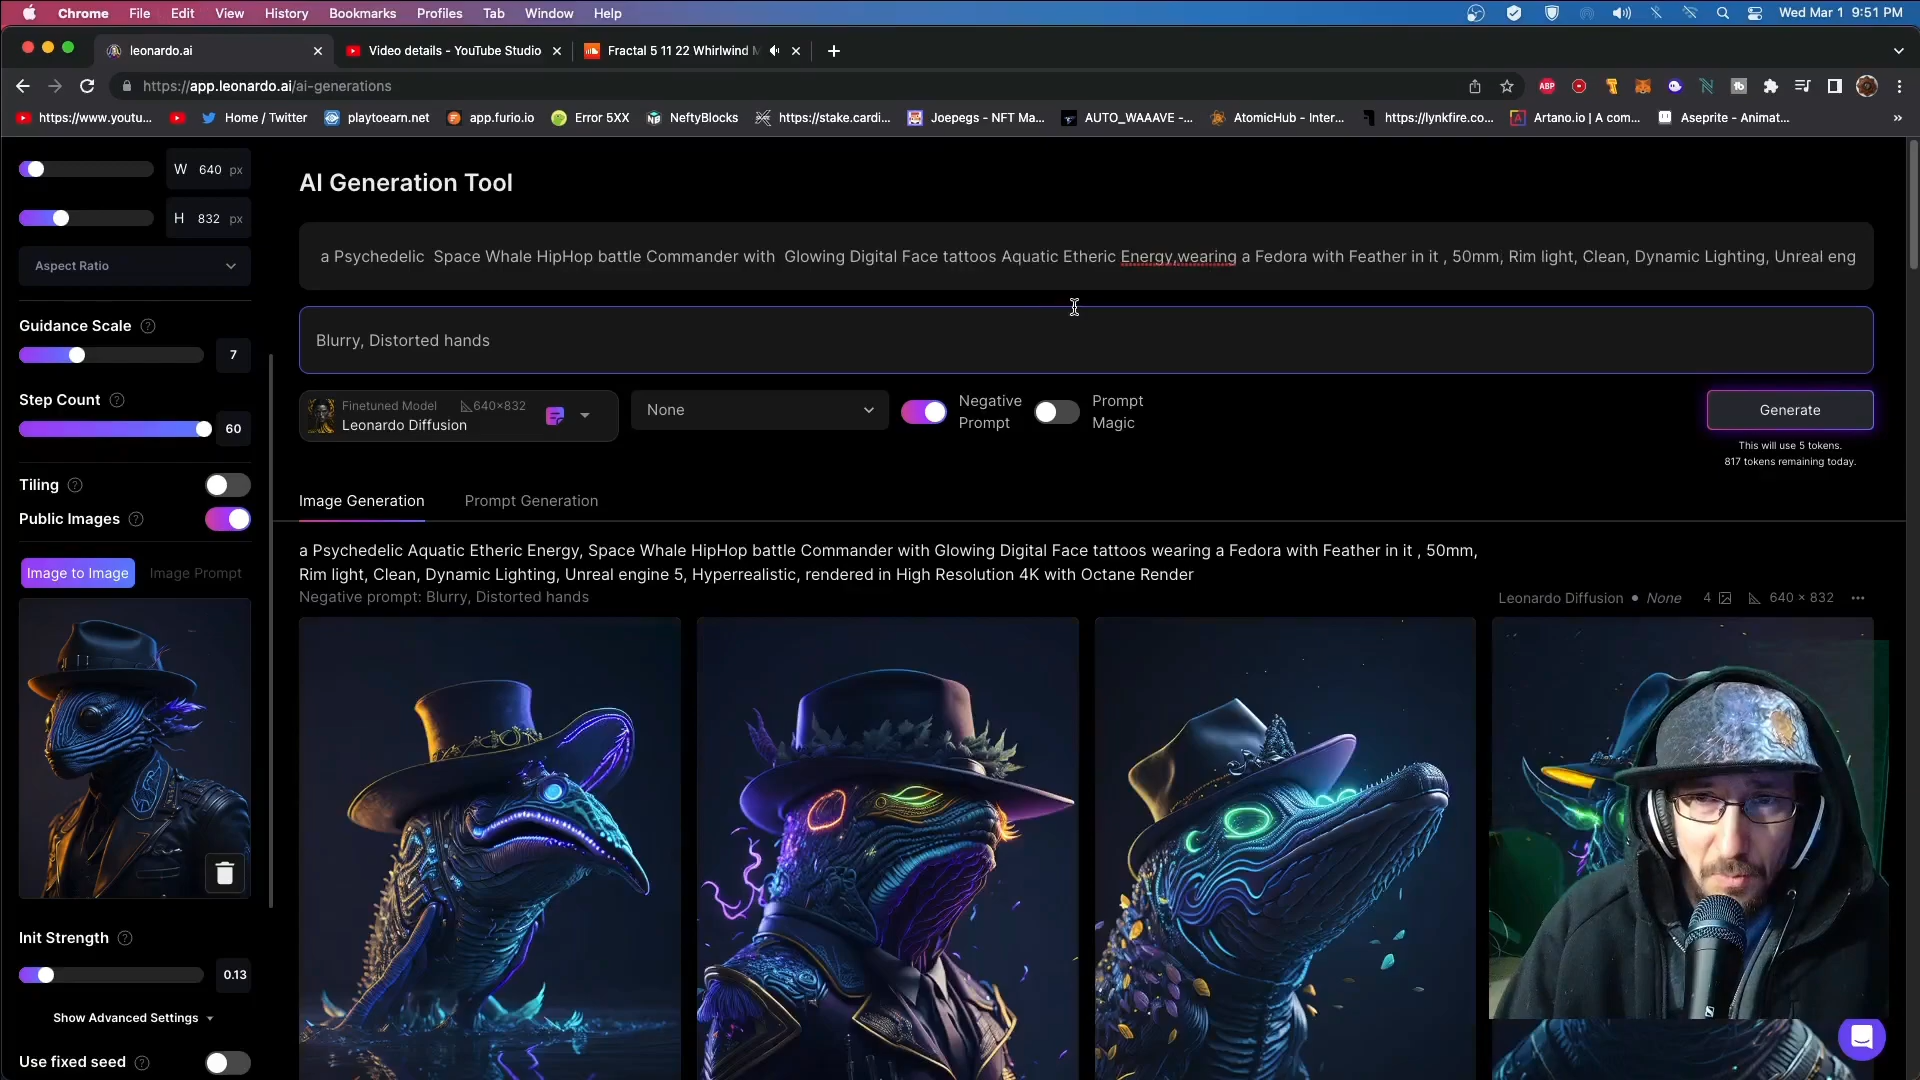 Chrome File Edit View History Bookmarks Profiles Tab Window Help Wed Mar 1 9:51 PM
leonardo.ai Video details - YouTube Studio Fractal 5 11 22 Whirlwind
https://app.leonardo.ai/ai-generations ABP
https://www.youtu... Home / Twitter playtoearn.net app.furio.io Error 5XX NeftyBlocks https://stake.cardi... Joepegs - NFT Ma... AUTO_WAAAVE -... AtomicHub - Inter... https://lynkfire.co... Artano.io | A com... Aseprite - Animat... »
W 640 px
H 832 px
Aspect Ratio
Guidance Scale ?
7
Step Count ?
60
Tiling ?
Public Images ?
Image to Image Image Prompt
Init Strength ?
0.13
Show Advanced Settings
Use fixed seed ?
AI Generation Tool
a Psychedelic  Space Whale HipHop battle Commander with  Glowing Digital Face tattoos Aquatic Etheric Energy,wearing a Fedora with Feather in it , 50mm, Rim light, Clean, Dynamic Lighting, Unreal eng
Blurry, Distorted hands
Finetuned Model 640×832
Leonardo Diffusion
None
Negative
Prompt
Prompt
Magic
Generate
This will use 5 tokens.
817 tokens remaining today.
Image Generation Prompt Generation
a Psychedelic Aquatic Etheric Energy, Space Whale HipHop battle Commander with Glowing Digital Face tattoos wearing a Fedora with Feather in it , 50mm,
Rim light, Clean, Dynamic Lighting, Unreal engine 5, Hyperrealistic, rendered in High Resolution 4K with Octane Render
Negative prompt: Blurry, Distorted hands
Leonardo Diffusion • None 4 640 × 832 ...